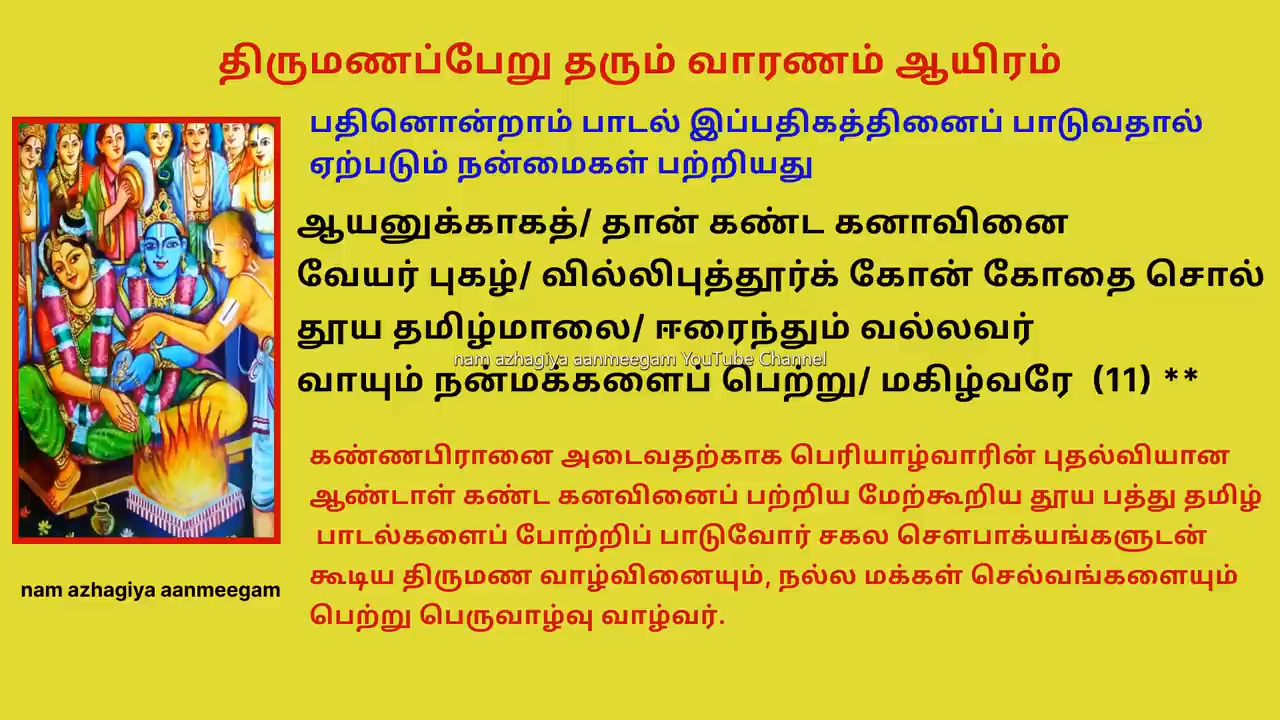 திருமணப்பேறு தரும் வாரணம் ஆயிரம்
பதினொன்றாம் பாடல் இப்பதிகத்தினைப் பாடுவதால்
ஏற்படும் நன்மைகள் பற்றியது
ஆயனுக்காகத்/ தான் கண்ட கனாவினை
வேயர் புகழ்/ வில்லிபுத்தூர்க் கோன் கோதை சொல்
தூய தமிழ்மாலை/ ஈரைந்தும் வல்லவர்
nam azhagiya aanmeegam YouTube Channel
வாயும் நன்மக்களைப் பெற்று/ மகிழ்வரே (11) **
கண்ணபிரானை அடைவதற்காக பெரியாழ்வாரின் புதல்வியான
ஆண்டாள் கண்ட கனவினைப் பற்றிய மேற்கூறிய தூய பத்து தமிழ்
பாடல்களைப் போற்றிப் பாடுவோர் சகல சௌபாக்யங்களுடன்
கூடிய திருமண வாழ்வினையும், நல்ல மக்கள் செல்வங்களையும்
பெற்று பெருவாழ்வு வாழ்வர்.
nam azhagiya aanmeegam